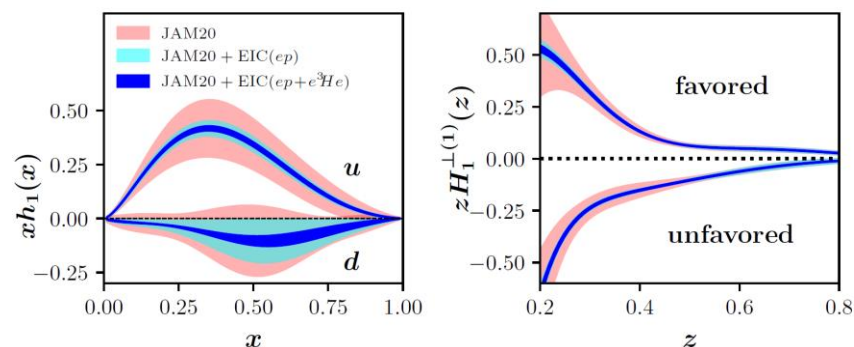 JAM20
JAM20 + EIC(ep)
JAM20 + EIC(ep+e³He)
0.50
0.25
0.00
−0.25
xh₁(x)
u
d
0.00 0.25 0.50 0.75 1.00
x
0.50
0.25
0.00
−0.25
−0.50
zH₁^⊥(1)(z)
favored
unfavored
0.2 0.4 0.6 0.8
z